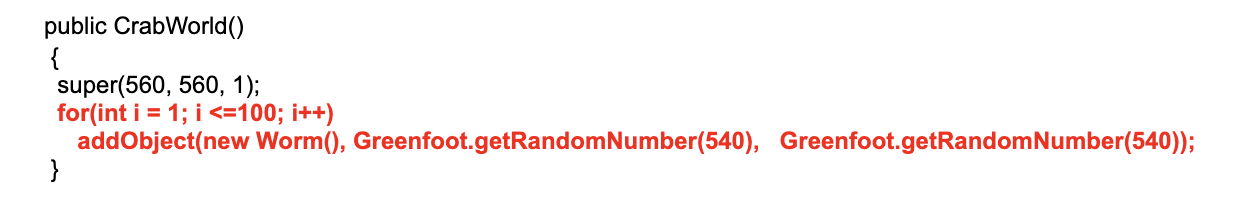 public CrabWorld()
{
super(560, 560, 1);
for(int i = 1; i <=100; i++)
addObject(new Worm(), Greenfoot.getRandomNumber(540), Greenfoot.getRandomNumber(540));
}